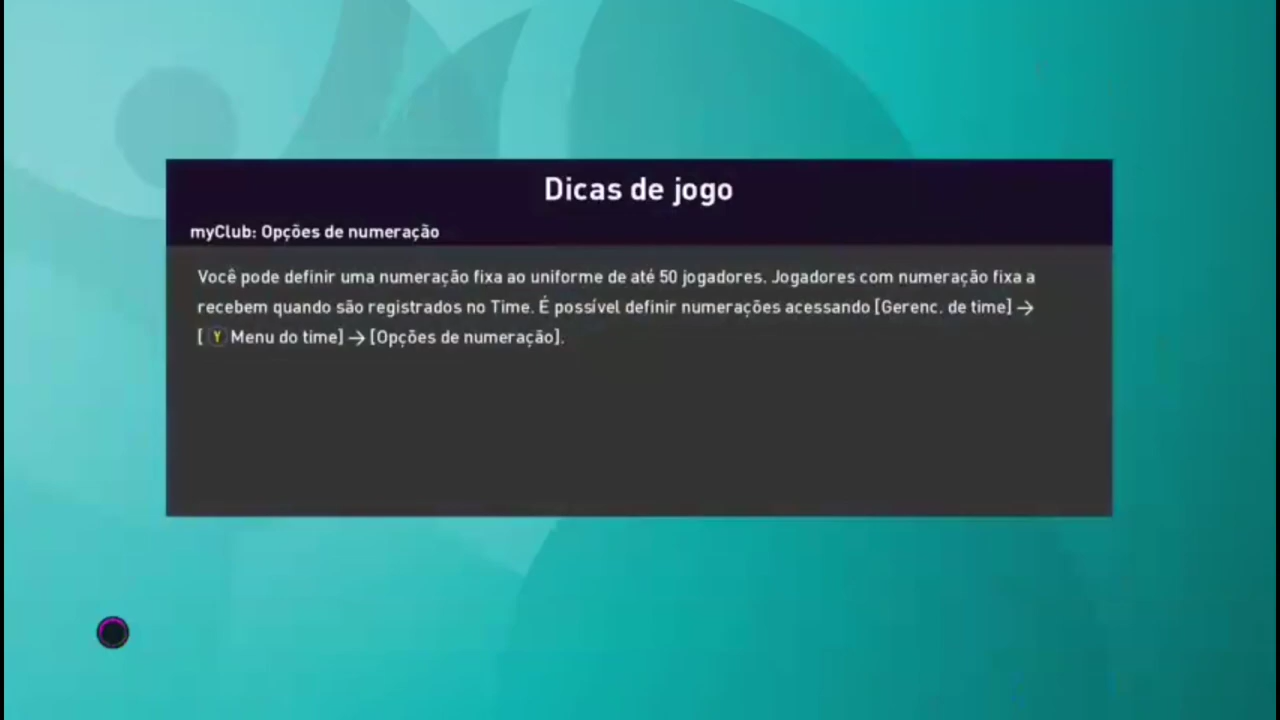 Dicas de jogo
myClub: Opções de numeração
Você pode definir uma numeração fixa ao uniforme de até 50 jogadores. Jogadores com numeração fixa a
recebem quando são registrados no Time. É possível definir numerações acessando [Gerenc. de time] →
[ Y Menu do time] → [Opções de numeração].